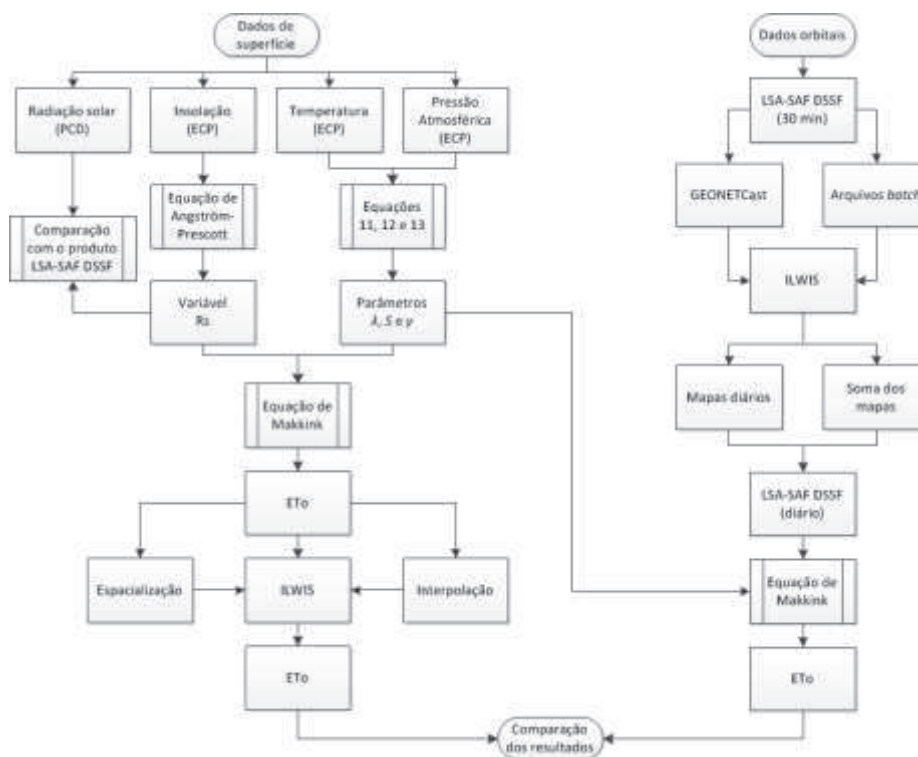 Dados de
superfície
Dados orbitais
Radiação solar
(PCD)
Insolação
(ECP)
Temperatura
(ECP)
Pressão
Atmosférica
(ECP)
LSA-SAF DSSF
(30 min)
GEONETCast
Arquivos batch
Equação de
Angström-
Prescott
Equações
11, 12 e 13
Comparação
com o produto
LSA-SAF DSSF
ILWIS
Variável
Rs
Parâmetros
λ, S e γ
Equação de
Makkink
Mapas diários
Soma dos
mapas
ETo
LSA-SAF DSSF
(diário)
Espacialização
ILWIS
Interpolação
Equação de
Makkink
ETo
ETo
Comparação
dos resultados